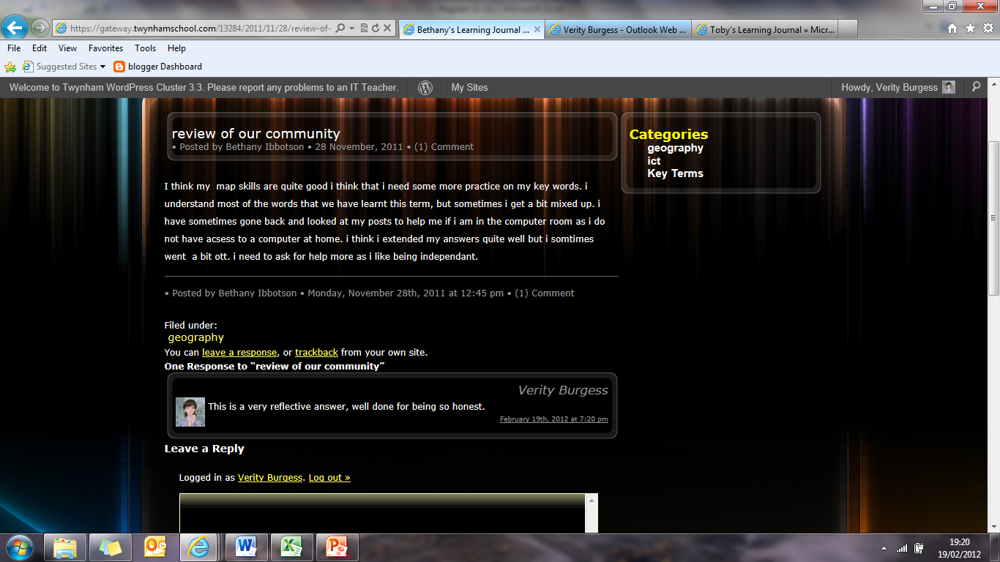 https://gateway.twynhamschool.com/13284/2011/11/28/review-of-
Bethany's Learning Journal ...
Verity Burgess - Outlook Web ...
Toby's Learning Journal » Micr...
File Edit View Favorites Tools Help
Suggested Sites blogger Dashboard
Welcome to Twynham WordPress Cluster 3.3. Please report any problems to an IT Teacher. My Sites Howdy, Verity Burgess
review of our community
• Posted by Bethany Ibbotson • 28 November, 2011 • (1) Comment
Categories
geography
ict
Key Terms
I think my  map skills are quite good i think that i need some more practice on my key words. i
understand most of the words that we have learnt this term, but sometimes i get a bit mixed up. i
have sometimes gone back and looked at my posts to help me if i am in the computer room as i do
not have acsess to a computer at home. i think i extended my answers quite well but i somtimes
went  a bit ott. i need to ask for help more as i like being independant.
• Posted by Bethany Ibbotson • Monday, November 28th, 2011 at 12:45 pm • (1) Comment
Filed under:
geography
You can leave a response, or trackback from your own site.
One Response to “review of our community”
Verity Burgess
This is a very reflective answer, well done for being so honest.
February 19th, 2012 at 7:20 pm
Leave a Reply
Logged in as Verity Burgess. Log out »
19:20
19/02/2012